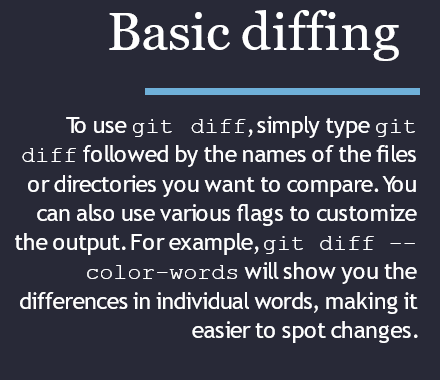 Basic diffing
To use git diff, simply type git
diff followed by the names of the files
or directories you want to compare. You
can also use various flags to customize
the output. For example, git diff --
color-words will show you the
differences in individual words, making it
easier to spot changes.